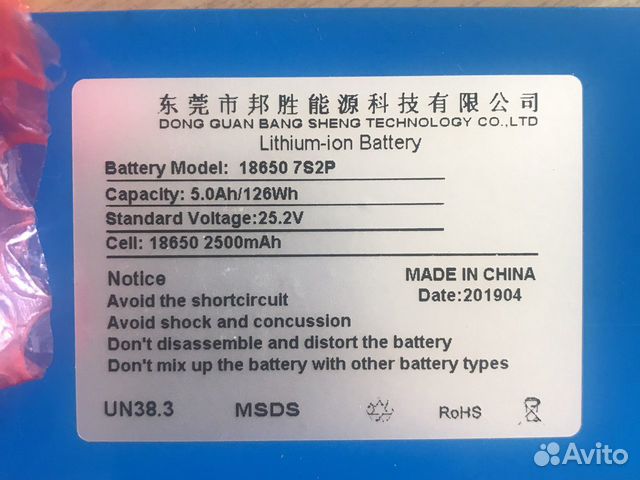 东莞市邦胜能源科技有限公司
DONG GUAN BANG SHENG TECHNOLOGY CO.,LTD
Lithium-ion Battery
Battery Model: 18650 7S2P
Capacity: 5.0Ah/126Wh
Standard Voltage:25.2V
Cell: 18650 2500mAh
Notice
MADE IN CHINA
Avoid the shortcircuit
Date:201904
Avoid shock and concussion
Don't disassemble and distort the battery
Don't mix up the battery with other battery types
UN38.3 MSDS RoHS
Avito